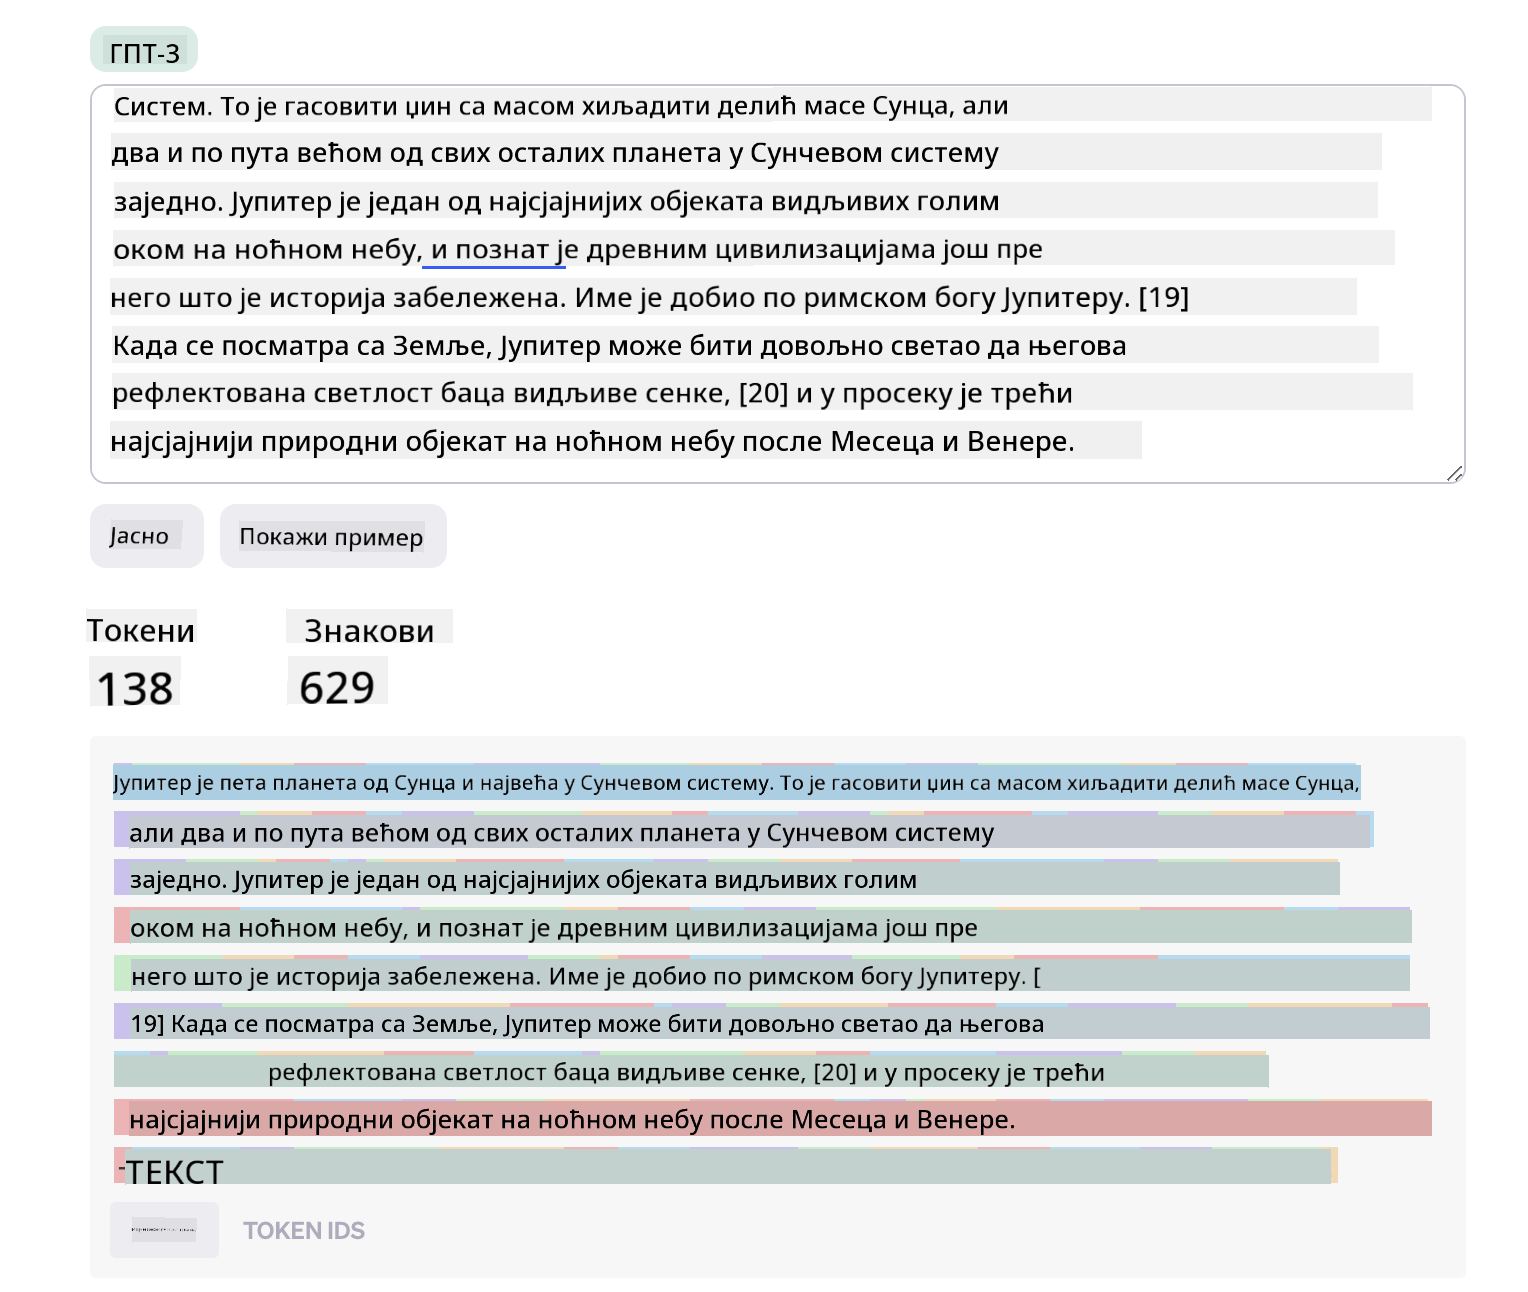 ГПТ-3
Систем. То је гасовити џин са масом хиљадити делић масе Сунца, али
два и по пута већом од свих осталих планета у Сунчевом систему
заједно. Јупитер је један од најсјајнијих објеката видљивих голим
оком на ноћном небу, и познат је древним цивилизацијама још пре
него што је историја забележена. Име је добио по римском богу Јупитеру. [19]
Када се посматра са Земље, Јупитер може бити довољно светао да његова
рефлектована светлост баца видљиве сенке, [20] и у просеку је трећи
најсјајнији природни објекат на ноћном небу после Месеца и Венере.
Јасно
Покажи пример
Токени
Знакови
138
629
Јупитер је пета планета од Сунца и највећа у Сунчевом систему. То је гасовити џин са масом хиљадити делић масе Сунца,
али два и по пута већом од свих осталих планета у Сунчевом систему
заједно. Јупитер је један од најсјајнијих објеката видљивих голим
оком на ноћном небу, и познат је древним цивилизацијама још пре
него што је историја забележена. Име је добио по римском богу Јупитеру. [
19] Када се посматра са Земље, Јупитер може бити довољно светао да његова
рефлектована светлост баца видљиве сенке, [20] и у просеку је трећи
најсјајнији природни објекат на ноћном небу после Месеца и Венере.
-ТЕКСТ
TOKEN IDS